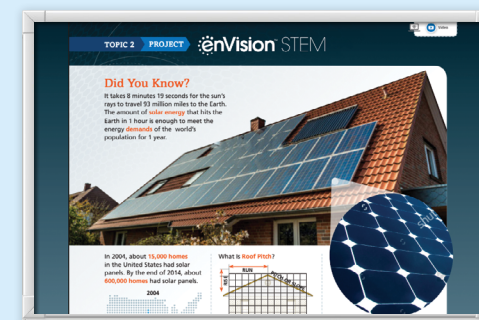 TOPIC 2 PROJECT enVision STEM
Did You Know?
It takes 8 minutes 19 seconds for the sun's
rays to travel 93 million miles to the Earth.
The amount of solar energy that hits the
Earth in 1 hour is enough to meet the
energy demands of the world's
population for 1 year.
In 2004, about 15,000 homes
in the United States had solar
panels. By the end of 2014, about
600,000 homes had solar panels.
2004
What is Roof Pitch?
RUN
RISE
PITCH OR SLOPE
shu